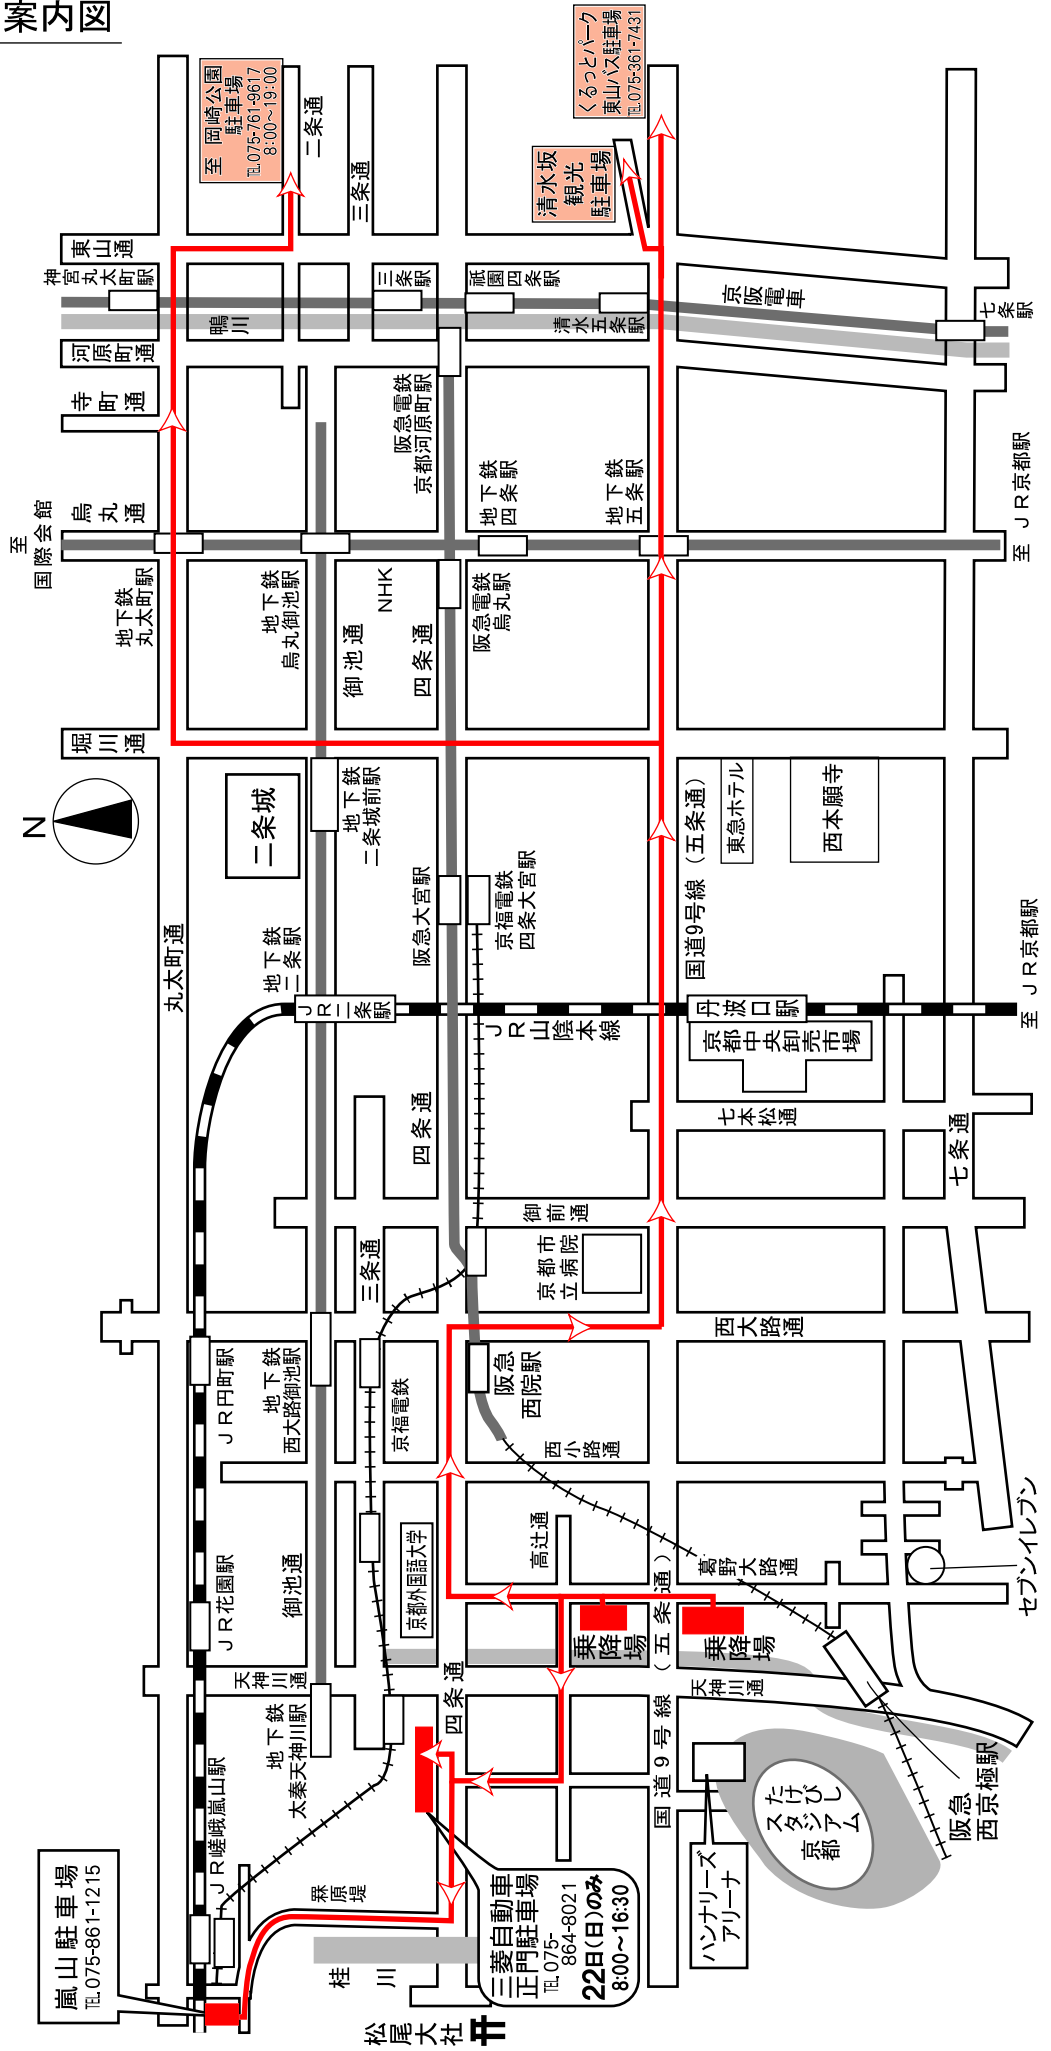 案内図
至 岡崎公園
駐車場
TEL.075-761-9617
8:00～19:00
くるっとパーク
東山バス駐車場
TEL.075-361-7431
清水坂
観光
駐車場
二条通
三条通
東山通
神宮丸太町駅
三条駅
祇園四条駅
清水五条駅
京阪電車
七条駅
鴨川
河原町通
寺町通
阪急電鉄
京都河原町駅
地下鉄
四条駅
地下鉄
五条駅
至 JR京都駅
烏丸通
至
国際会館
地下鉄
丸太町駅
地下鉄
烏丸御池駅
NHK
御池通
四条通
阪急電鉄
烏丸駅
堀川通
N
二条城
地下鉄
二条城前駅
国道9号線（五条通）
東急ホテル
西本願寺
丸太町通
地下鉄
二条駅
JR二条駅
阪急大宮駅
京福電鉄
四条大宮駅
JR山陰本線
丹波口駅
京都中央卸売市場
至 JR京都駅
四条通
七本松通
七条通
御前通
三条通
京都市
立病院
西大路通
JR円町駅
地下鉄
西大路御池駅
京福電鉄
阪急
西院駅
西小路通
JR花園駅
御池通
京都外国語大学
高辻通
葛野大路通
セブンイレブン
乗降場
乗降場
天神川通
地下鉄
太秦天神川駅
四条通
国道9号線（五条通）
天神川通
阪急
西京極駅
たけびし
スタジアム
京都
ハンナリーズ
アリーナ
JR嵯峨嵐山駅
嵐山駐車場
TEL.075-861-1215
罧原堤
桂川
三菱自動車
正門駐車場
TEL.075-
864-8021
22日(日)のみ
8:00～16:30
松尾大社